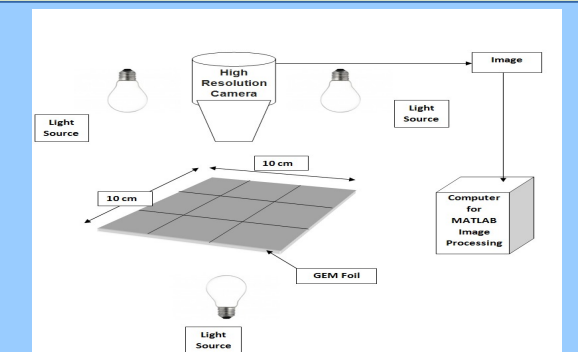 High
Resolution
Camera
Image
Light
Source
Light
Source
10 cm
10 cm
Computer
for
MATLAB
Image
Processing
GEM Foil
Light
Source